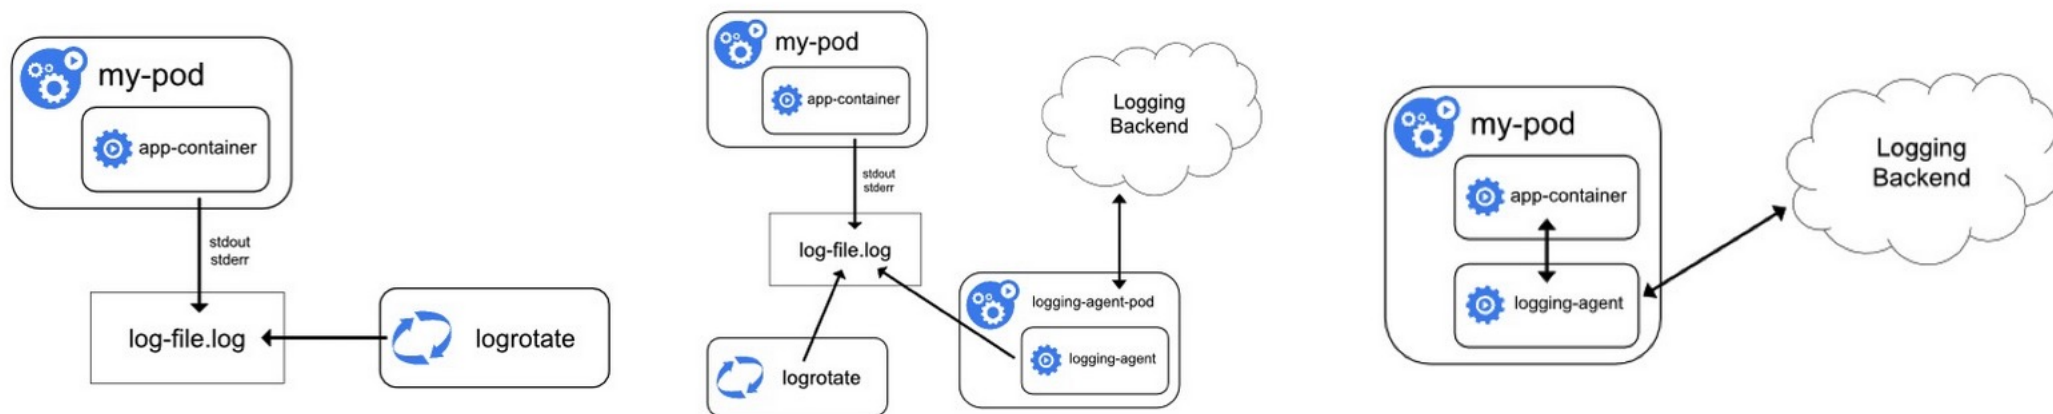 my-pod
app-container
stdout
stderr
log-file.log
logrotate
my-pod
app-container
stdout
stderr
log-file.log
logrotate
logging-agent-pod
logging-agent
Logging
Backend
my-pod
app-container
logging-agent
Logging
Backend